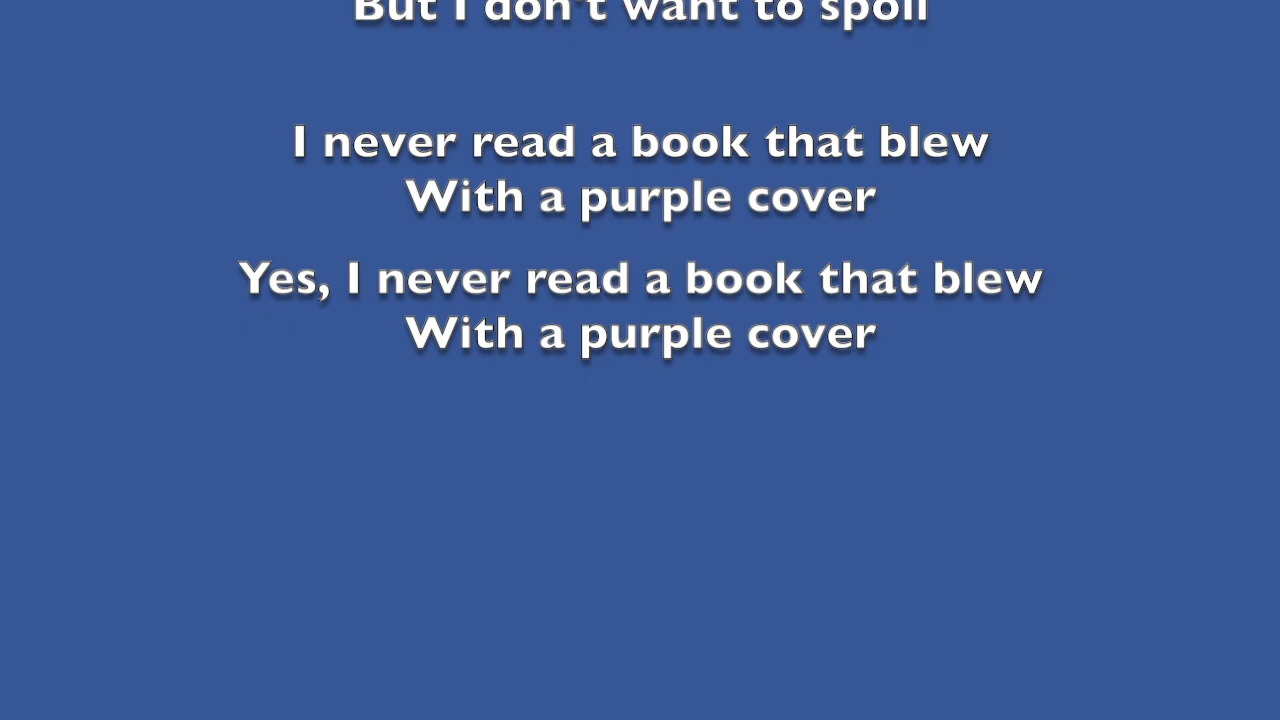 But I don't want to spoil
I never read a book that blew
With a purple cover
Yes, I never read a book that blew
With a purple cover